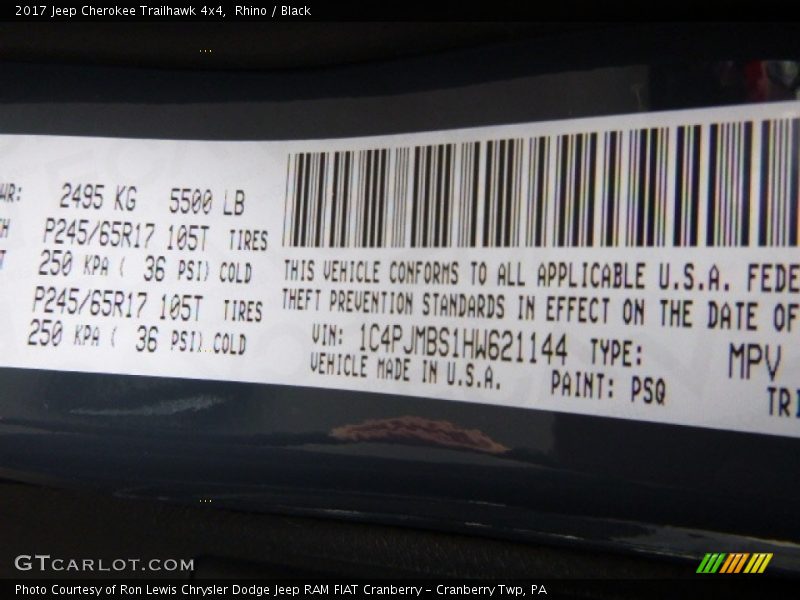 2017 Jeep Cherokee Trailhawk 4x4, Rhino / Black
WR: 2495 KG 5500 LB
P245/65R17 105T TIRES
250 KPA ( 36 PSI) COLD
P245/65R17 105T TIRES
250 KPA ( 36 PSI) COLD
THIS VEHICLE CONFORMS TO ALL APPLICABLE U.S.A. FEDE
THEFT PREVENTION STANDARDS IN EFFECT ON THE DATE OF
VIN: 1C4PJMBS1HW621144 TYPE: MPV
VEHICLE MADE IN U.S.A. PAINT: PSQ
TRI
GTCARLOT.COM
Photo Courtesy of Ron Lewis Chrysler Dodge Jeep RAM FIAT Cranberry – Cranberry Twp, PA